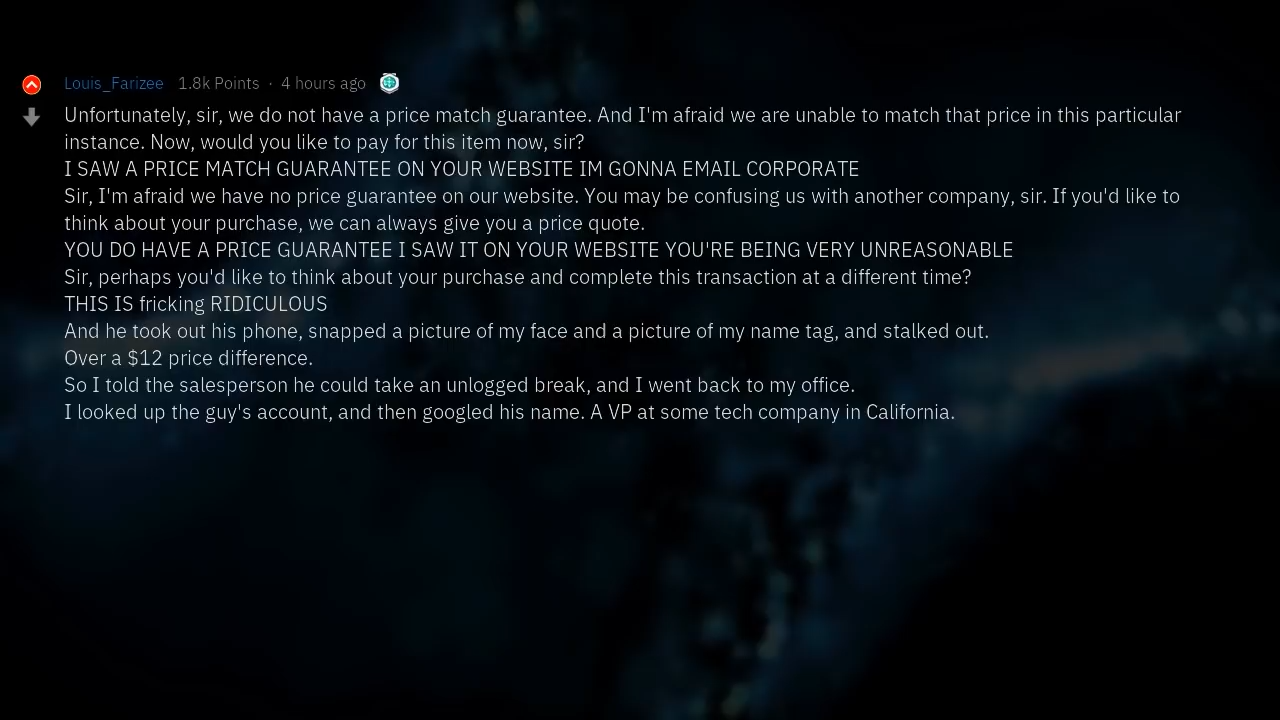 Louis_Farizee 1.8k Points · 4 hours ago
Unfortunately, sir, we do not have a price match guarantee. And I'm afraid we are unable to match that price in this particular
instance. Now, would you like to pay for this item now, sir?
I SAW A PRICE MATCH GUARANTEE ON YOUR WEBSITE IM GONNA EMAIL CORPORATE
Sir, I'm afraid we have no price guarantee on our website. You may be confusing us with another company, sir. If you'd like to
think about your purchase, we can always give you a price quote.
YOU DO HAVE A PRICE GUARANTEE I SAW IT ON YOUR WEBSITE YOU'RE BEING VERY UNREASONABLE
Sir, perhaps you'd like to think about your purchase and complete this transaction at a different time?
THIS IS fricking RIDICULOUS
And he took out his phone, snapped a picture of my face and a picture of my name tag, and stalked out.
Over a $12 price difference.
So I told the salesperson he could take an unlogged break, and I went back to my office.
I looked up the guy's account, and then googled his name. A VP at some tech company in California.